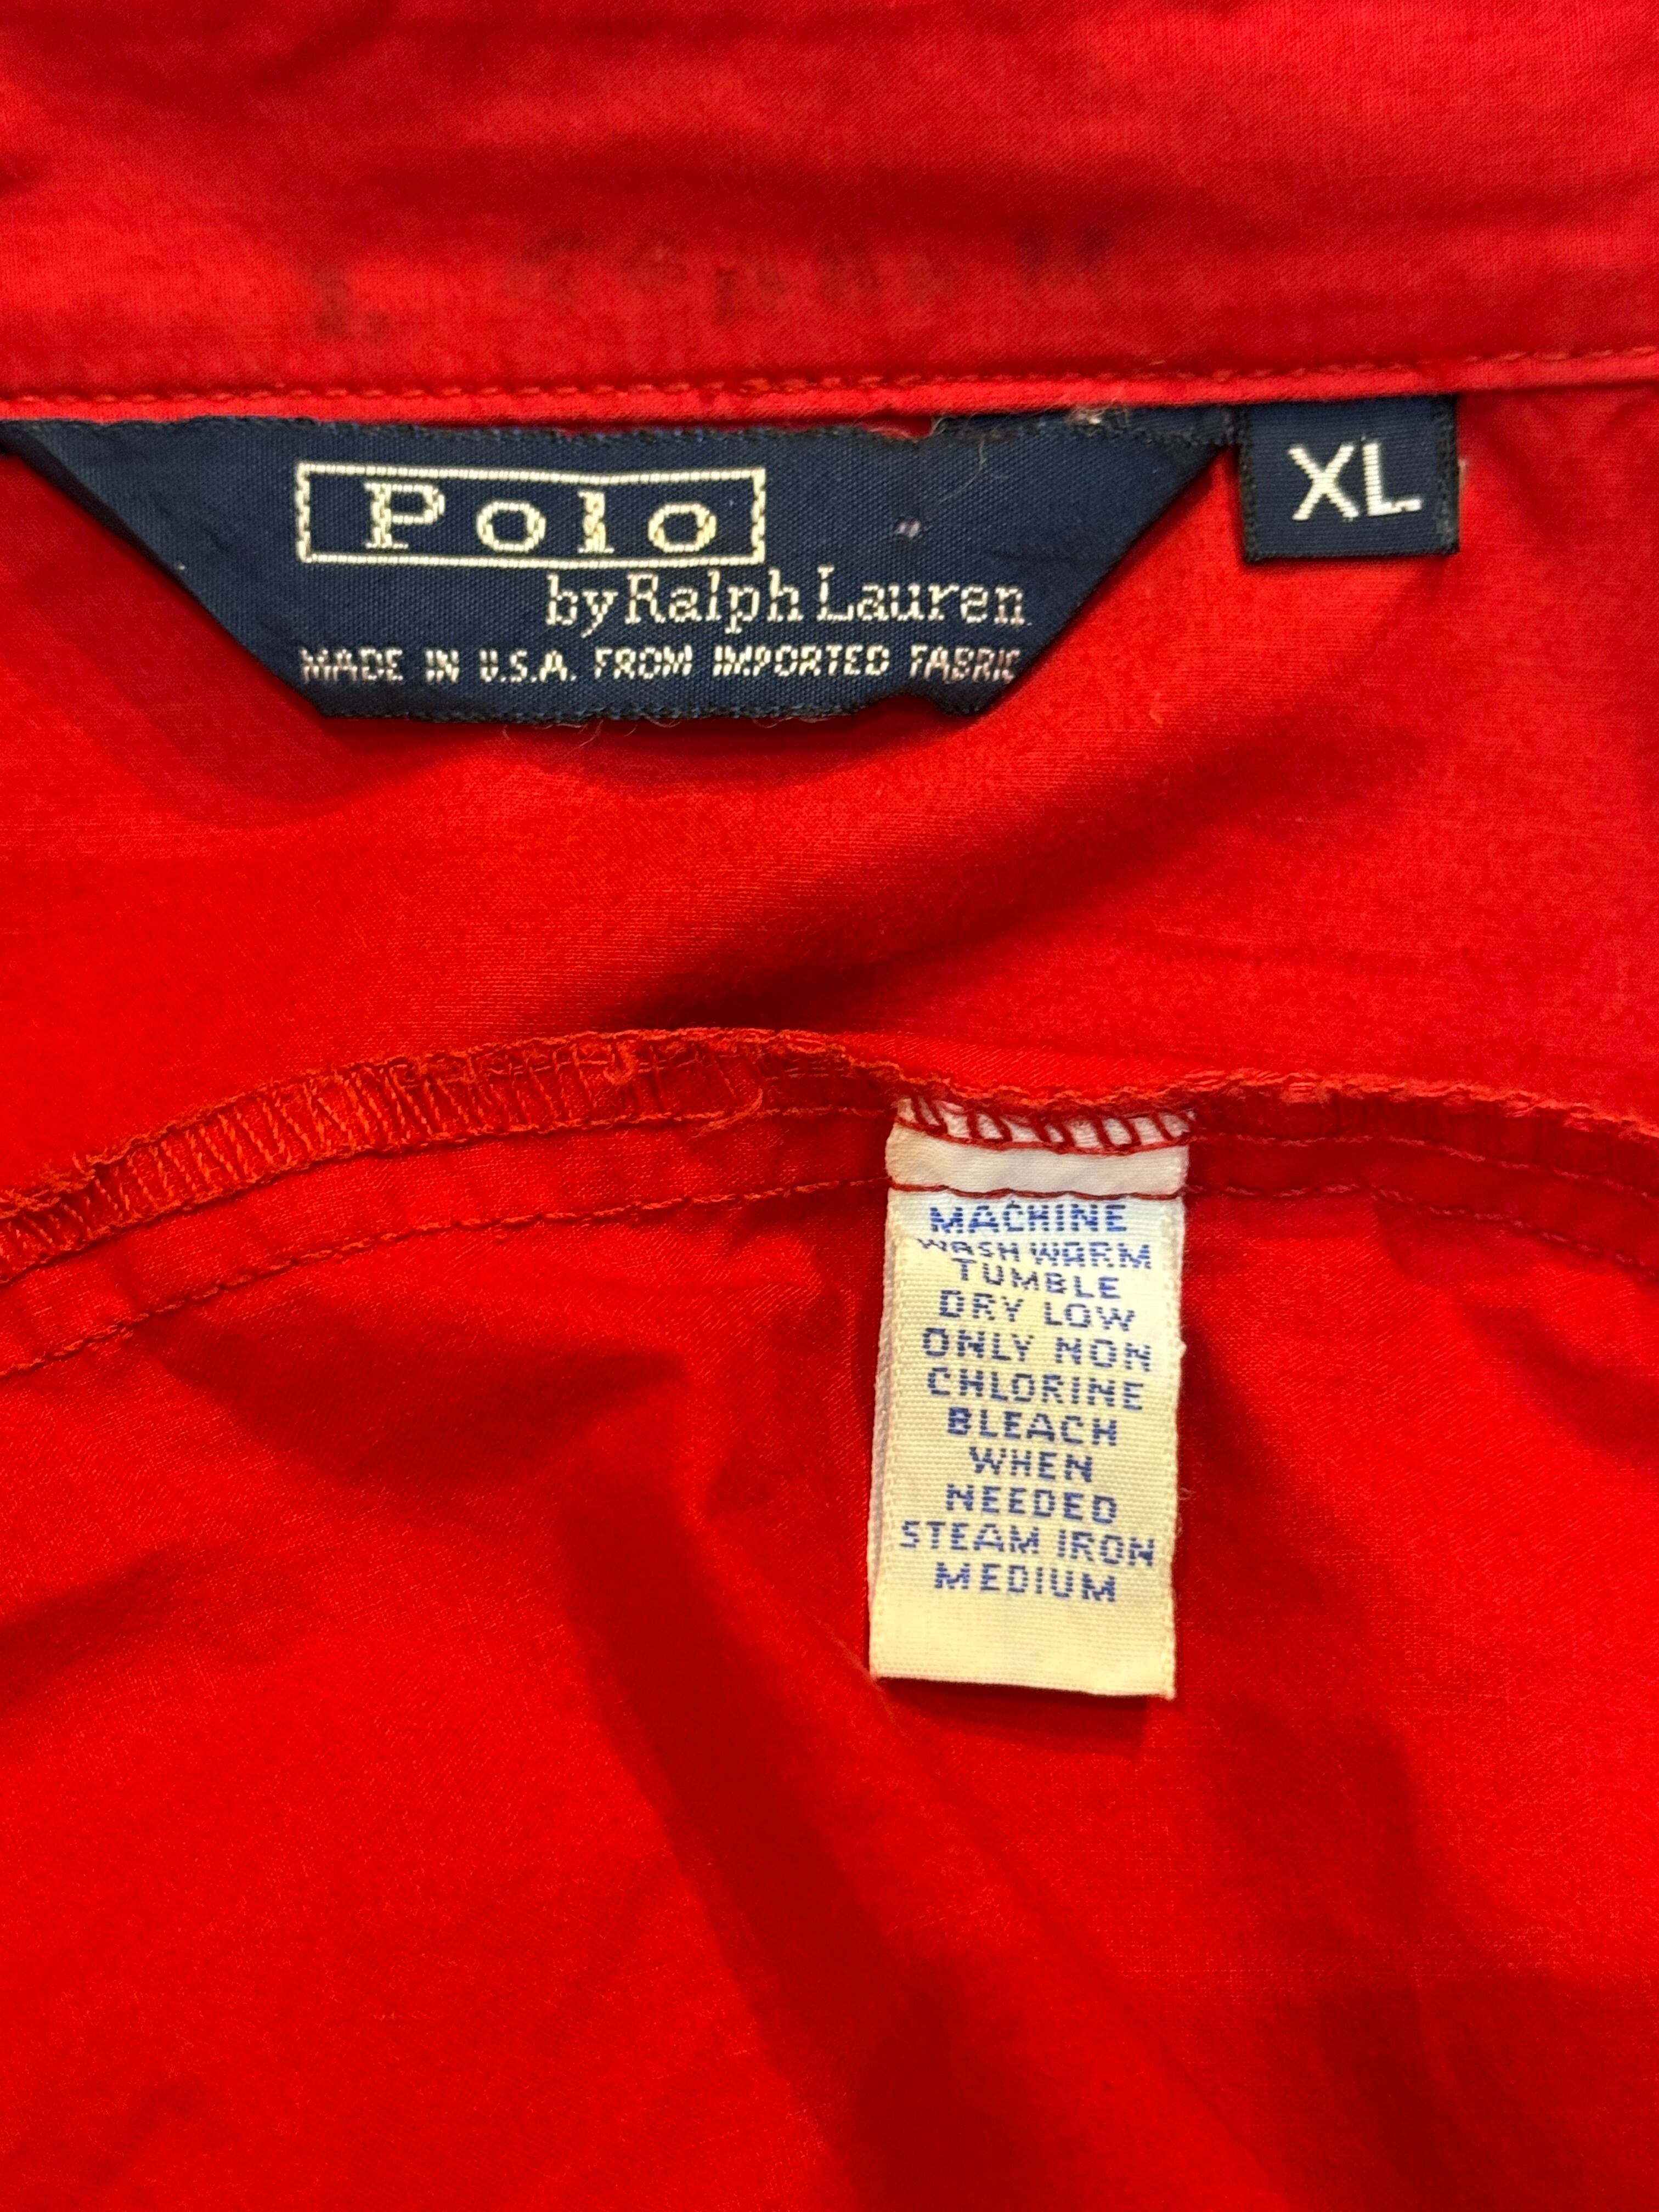 Polo
by Ralph Lauren
MADE IN U.S.A. FROM IMPORTED FABRIC
XL
MACHINE
WASH WARM
TUMBLE
DRY LOW
ONLY NON
CHLORINE
BLEACH
WHEN
NEEDED
STEAM IRON
MEDIUM